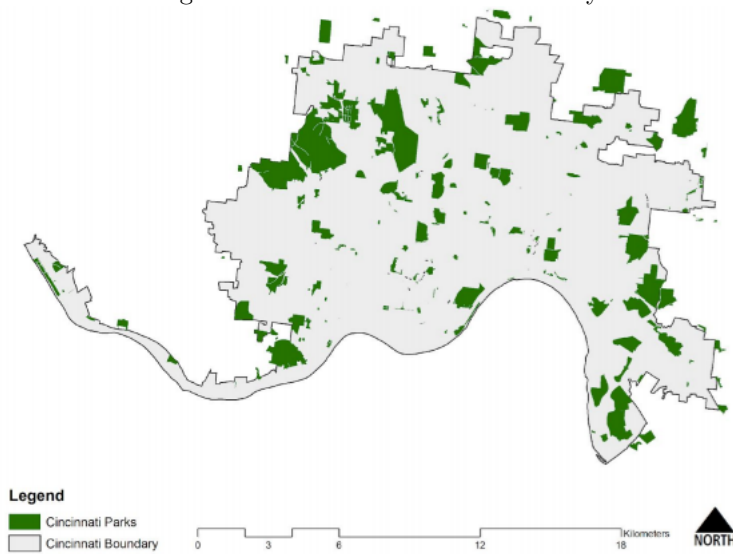 Legend
Cincinnati Parks
Cincinnati Boundary
0 3 6 12 18
Kilometers
NORTH